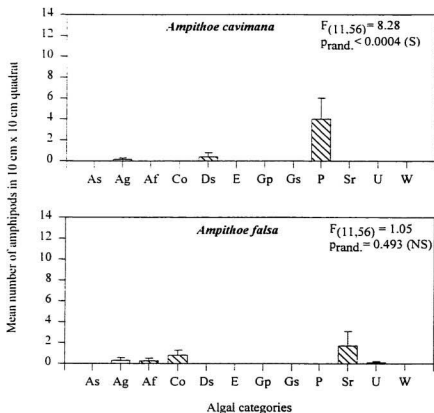 Mean number of amphipods in 10 cm x 10 cm quadrat
Ampithoe cavimana
F(11,56) = 8.28
prand. < 0.0004 (S)
14
12
10
8
6
4
2
0
As Ag Af Co Ds E Gp Gs P Sr U W
Ampithoe falsa
F(11,56) = 1.05
prand. = 0.493 (NS)
14
12
10
8
6
4
2
0
As Ag Af Co Ds E Gp Gs P Sr U W
Algal categories